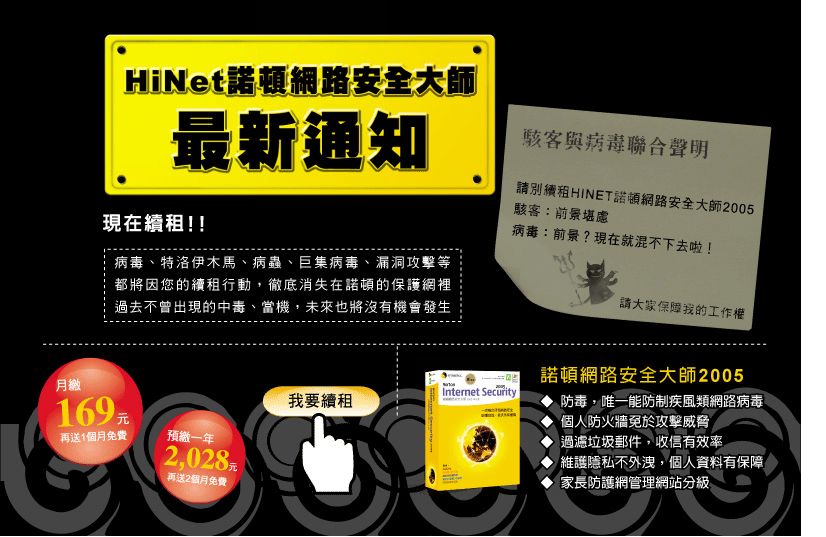 HiNet諾頓網路安全大師
最新通知
駭客與病毒聯合聲明
請別續租HINET諾頓網路安全大師2005
駭客：前景堪慮
病毒：前景？現在就混不下去啦！
請大家保障我的工作權
現在續租!!
病毒、特洛伊木馬、病蟲、巨集病毒、漏洞攻擊等
都將因您的續租行動，徹底消失在諾頓的保護網裡
過去不曾出現的中毒、當機，未來也將沒有機會發生
月繳
169元
再送1個月免費
預繳一年
2,028元
再送2個月免費
我要續租
Norton
2005
Internet Security
諾頓網路安全大師2005
◆ 防毒，唯一能防制疾風類網路病毒
◆ 個人防火牆免於攻擊威脅
◆ 過濾垃圾郵件，收信有效率
◆ 維護隱私不外洩，個人資料有保障
◆ 家長防護網管理網站分級